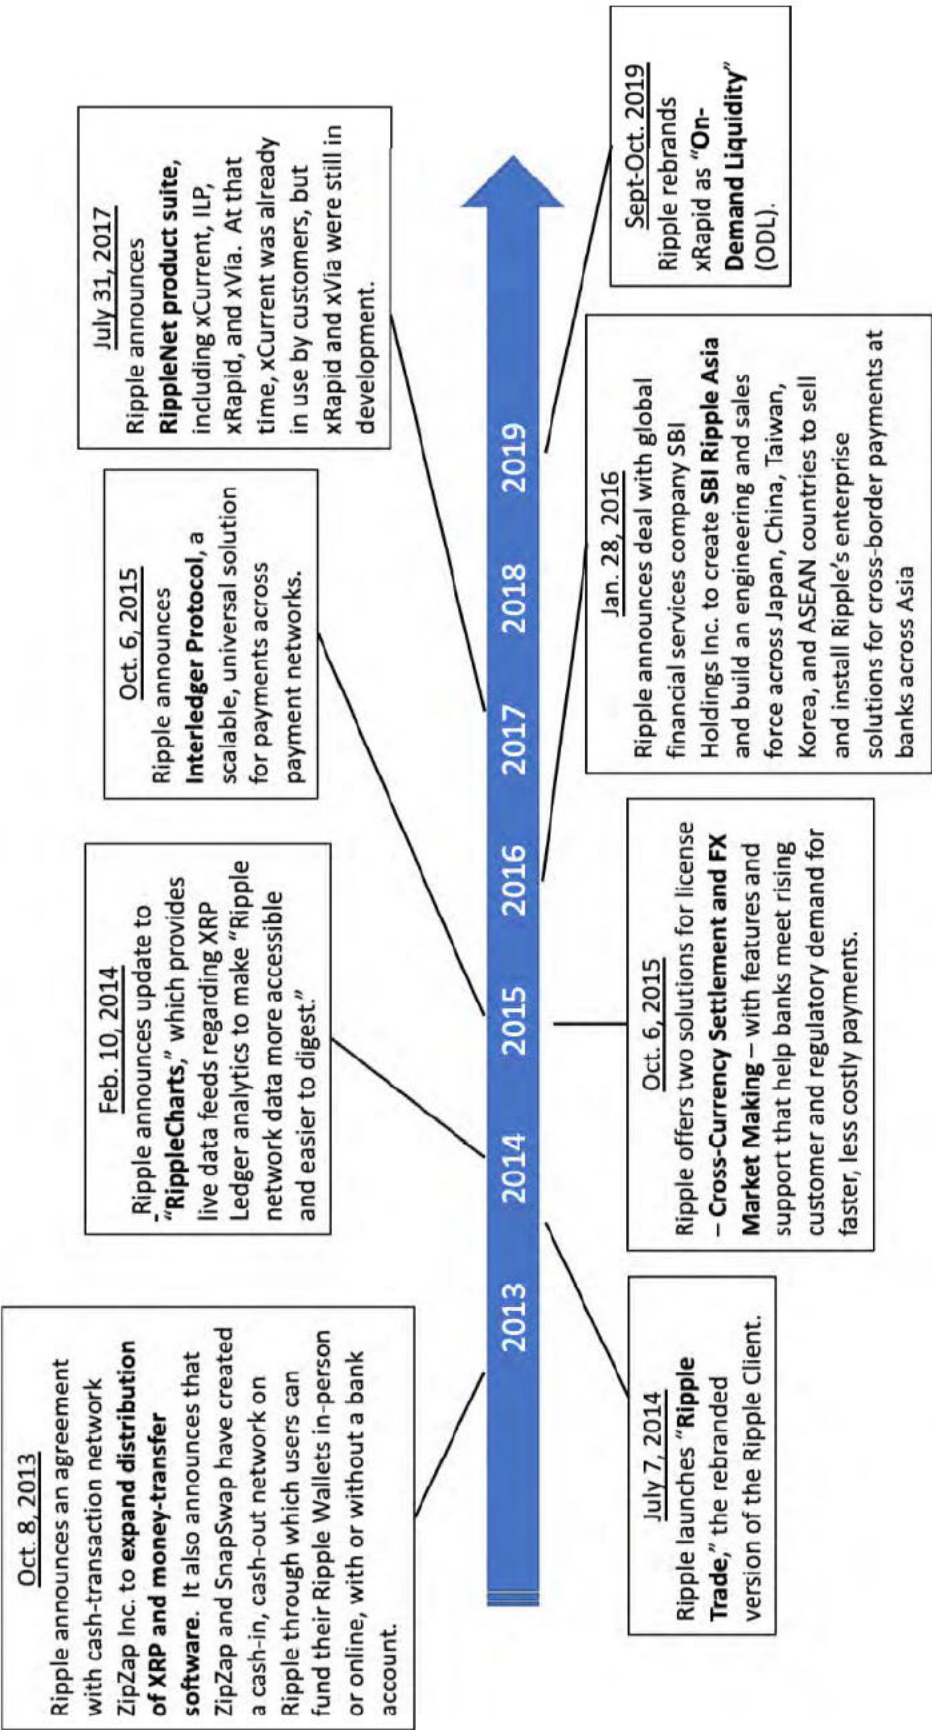 Oct. 8, 2013
Ripple announces an agreement
with cash-transaction network
ZipZap Inc. to expand distribution
of XRP and money-transfer
software. It also announces that
ZipZap and SnapSwap have created
a cash-in, cash-out network on
Ripple through which users can
fund their Ripple Wallets in-person
or online, with or without a bank
account.
Feb. 10, 2014
Ripple announces update to
“RippleCharts,” which provides
live data feeds regarding XRP
Ledger analytics to make “Ripple
network data more accessible
and easier to digest.”
Oct. 6, 2015
Ripple announces
Interledger Protocol, a
scalable, universal solution
for payments across
payment networks.
July 31, 2017
Ripple announces
RippleNet product suite,
including xCurrent, ILP,
xRapid, and xVia. At that
time, xCurrent was already
in use by customers, but
xRapid and xVia were still in
development.
2013 2014 2015 2016 2017 2018 2019
July 7, 2014
Ripple launches “Ripple
Trade,” the rebranded
version of the Ripple Client.
Oct. 6, 2015
Ripple offers two solutions for license
– Cross-Currency Settlement and FX
Market Making – with features and
support that help banks meet rising
customer and regulatory demand for
faster, less costly payments.
Jan. 28, 2016
Ripple announces deal with global
financial services company SBI
Holdings Inc. to create SBI Ripple Asia
and build an engineering and sales
force across Japan, China, Taiwan,
Korea, and ASEAN countries to sell
and install Ripple’s enterprise
solutions for cross-border payments at
banks across Asia
Sept-Oct. 2019
Ripple rebrands
xRapid as “On-
Demand Liquidity”
(ODL).